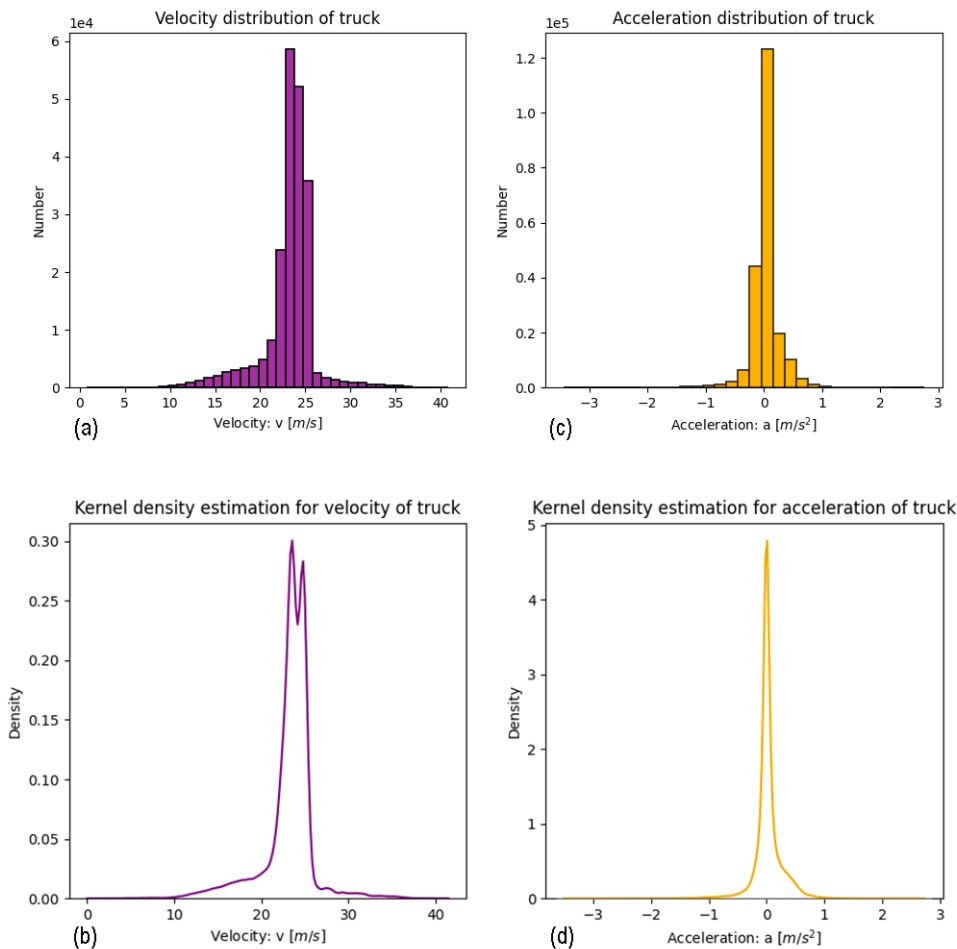 Velocity distribution of truck
1e4
6
5
4
3
2
1
0
Number
0 5 10 15 20 25 30 35 40
Velocity: v [m/s]
(a)
Acceleration distribution of truck
1e5
1.2
1.0
0.8
0.6
0.4
0.2
0.0
Number
−3 −2 −1 0 1 2 3
Acceleration: a [m/s²]
(c)
Kernel density estimation for velocity of truck
0.30
0.25
0.20
0.15
0.10
0.05
0.00
Density
0 10 20 30 40
Velocity: v [m/s]
(b)
Kernel density estimation for acceleration of truck
5
4
3
2
1
0
Density
−3 −2 −1 0 1 2 3
Acceleration: a [m/s²]
(d)